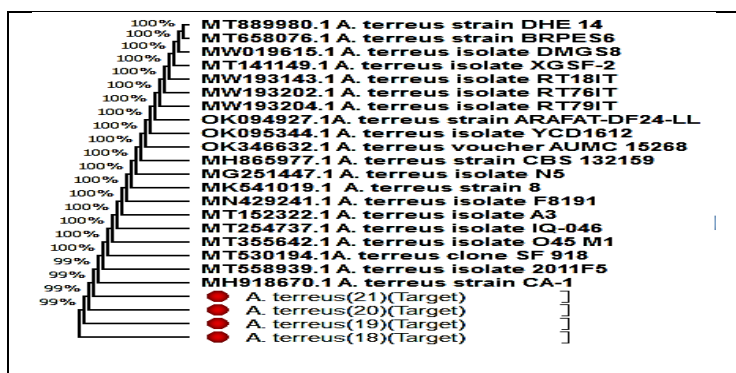 100% MT889980.1 A. terreus strain DHE 14
100% MT658076.1 A. terreus strain BRPES6
100% MW019615.1 A. terreus isolate DMGS8
100% MT141149.1 A. terreus isolate XGSF-2
100% MW193143.1 A. terreus isolate RT18IT
100% MW193202.1 A. terreus isolate RT76IT
100% MW193204.1 A. terreus isolate RT79IT
100% OK094927.1A. terreus strain ARAFAT-DF24-LL
100% OK095344.1 A. terreus isolate YCD1612
100% OK346632.1 A. terreus voucher AUMC 15268
100% MH865977.1 A. terreus strain CBS 132159
100% MG251447.1 A. terreus isolate N5
100% MK541019.1 A. terreus strain 8
100% MN429241.1 A. terreus isolate F8191
100% MT152322.1 A. terreus isolate A3
100% MT254737.1 A. terreus isolate IQ-046
100% MT355642.1 A. terreus isolate O45 M1
99% MT530194.1A. terreus clone SF 918
99% MT558939.1 A. terreus isolate 2011F5
99% MH918670.1 A. terreus strain CA-1
99% A. terreus(21)(Target) ]
A. terreus(20)(Target) ]
A. terreus(19)(Target) ]
A. terreus(18)(Target) ]